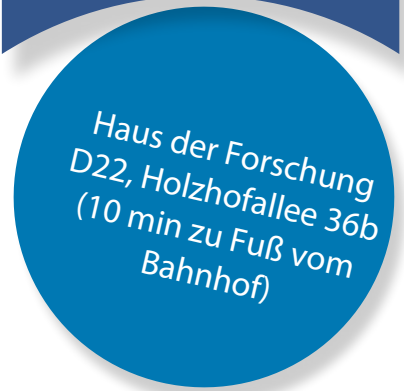 Haus der Forschung
D22, Holzhofallee 36b
(10 min zu Fuß vom
Bahnhof)